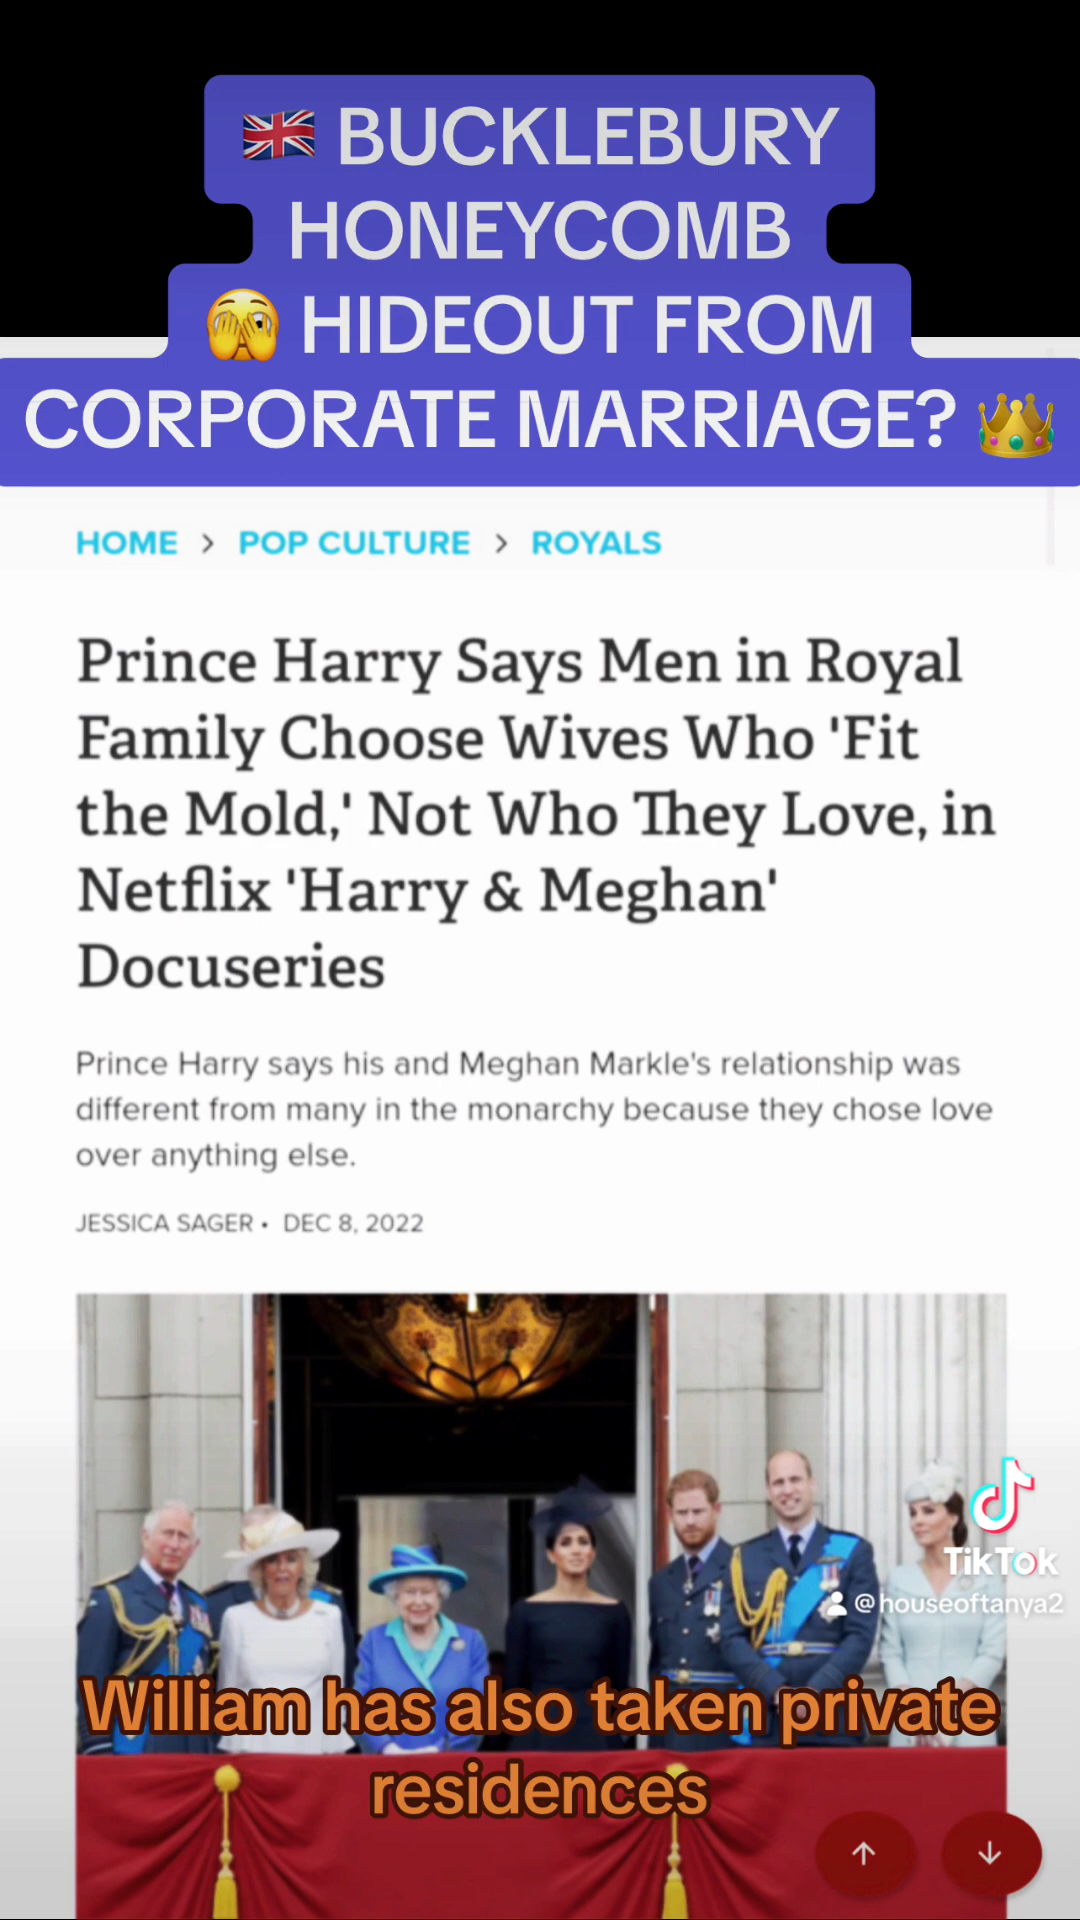 🇬🇧 BUCKLEBURY
HONEYCOMB
🫣 HIDEOUT FROM
CORPORATE MARRIAGE? 👑
HOME > POP CULTURE > ROYALS
Prince Harry Says Men in Royal
Family Choose Wives Who 'Fit
the Mold,' Not Who They Love, in
Netflix 'Harry & Meghan'
Docuseries
Prince Harry says his and Meghan Markle's relationship was
different from many in the monarchy because they chose love
over anything else.
JESSICA SAGER • DEC 8, 2022
TikTok
@houseoftanya2
William has also taken private
residences